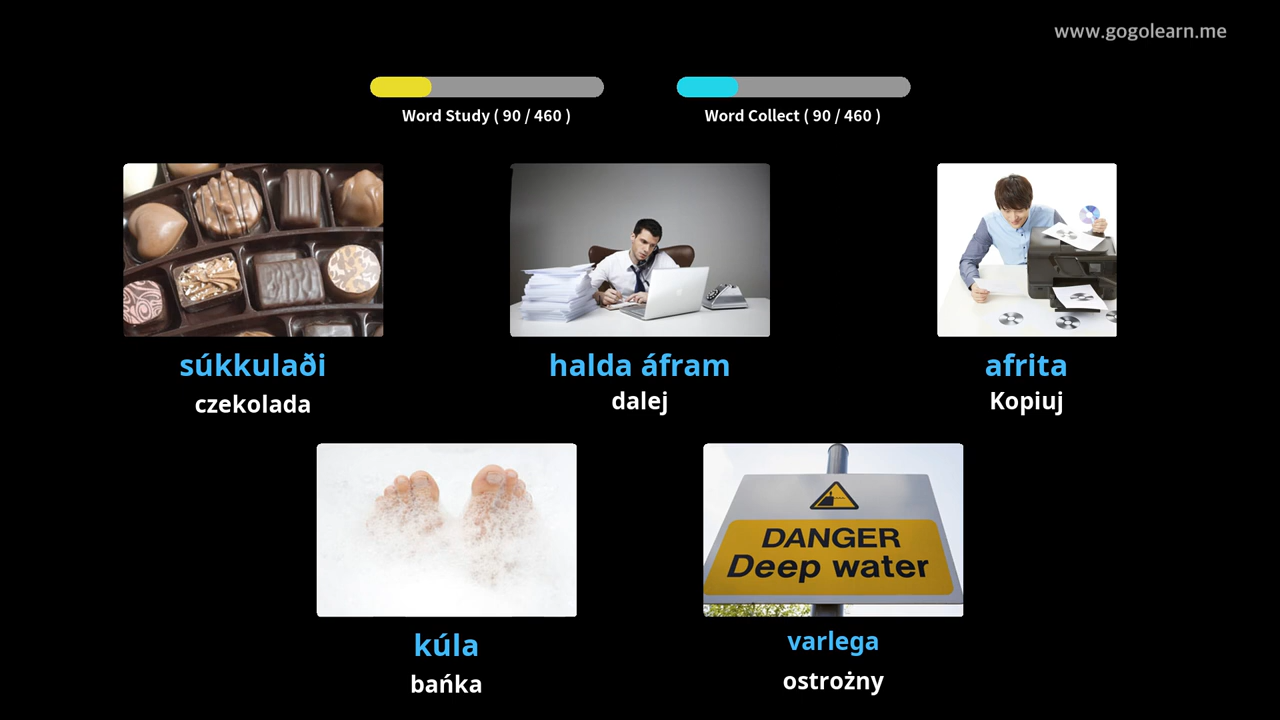 www.gogolearn.me
Word Study ( 90 / 460 )
Word Collect ( 90 / 460 )
súkkulaði
czekolada
halda áfram
dalej
afrita
Kopiuj
DANGER
Deep water
kúla
bańka
varlega
ostrożny